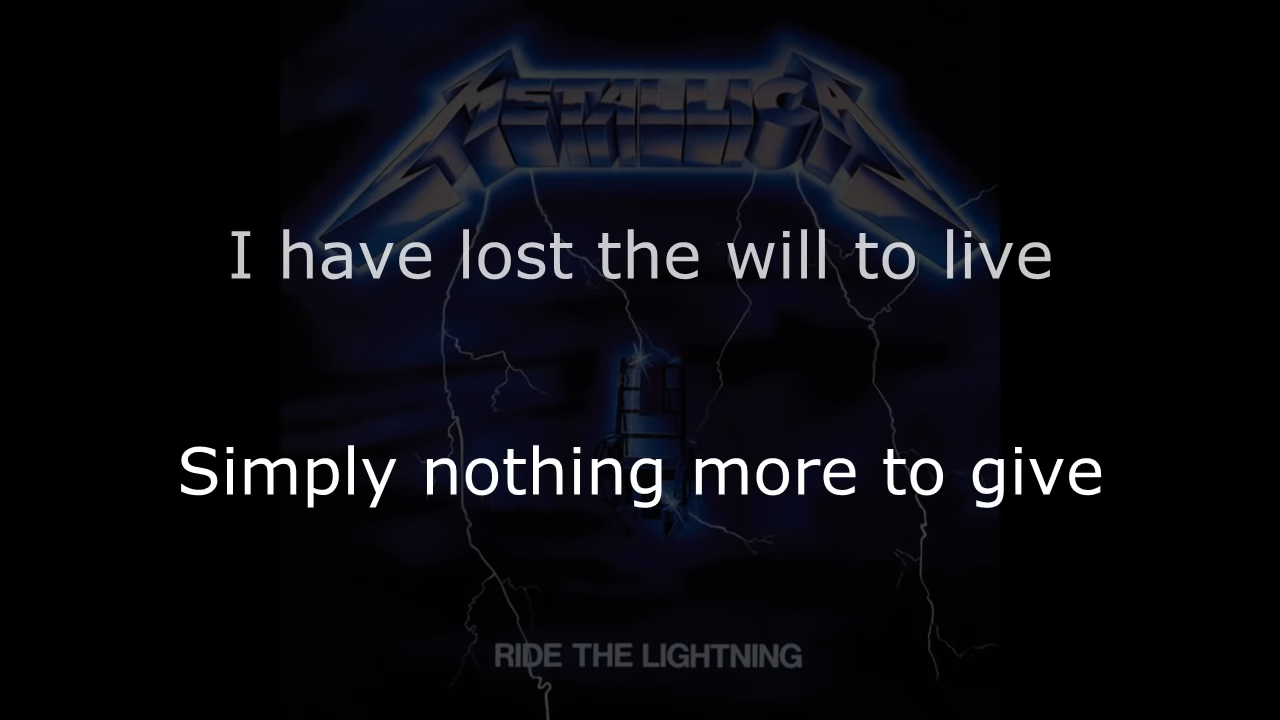 METALLICA
I have lost the will to live
Simply nothing more to give
RIDE THE LIGHTNING